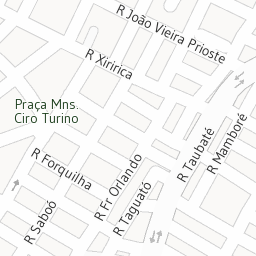 R João Vieira Prioste
R Xiririca
Praça Mns.
Ciro Turino
R Forquilha
R Fr Orlando
R Taguató
R Taubaté
R Mamboré
R Saboó